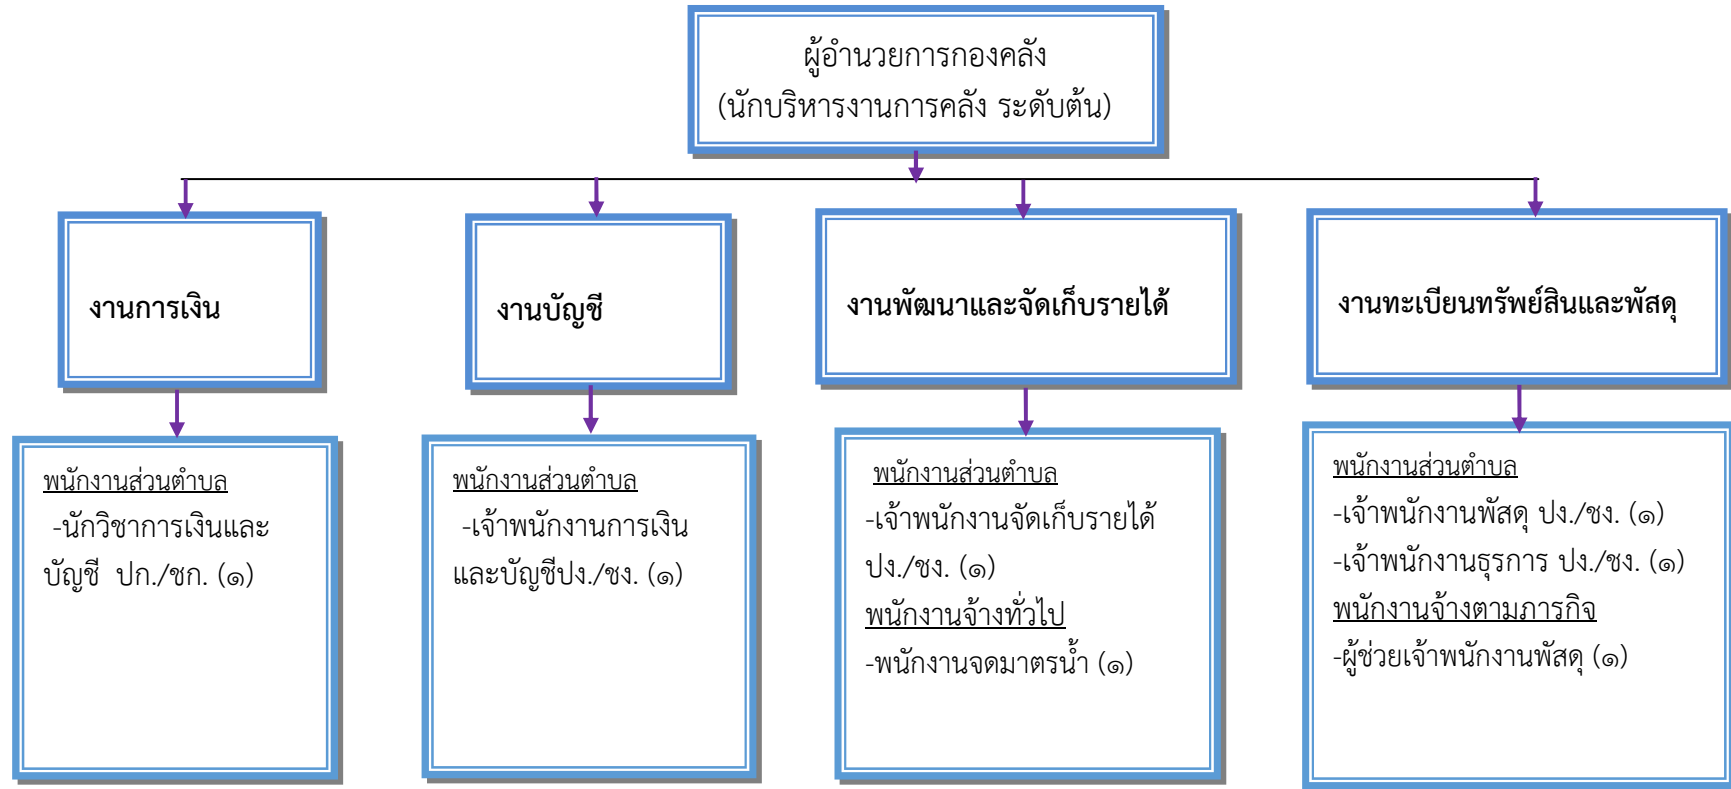 ผู้อำนวยการกองคลัง
(นักบริหารงานการคลัง ระดับต้น)
งานการเงิน
งานบัญชี
งานพัฒนาและจัดเก็บรายได้
งานทะเบียนทรัพย์สินและพัสดุ
พนักงานส่วนตำบล
-นักวิชาการเงินและ
บัญชี ปก./ชก. (๑)
พนักงานส่วนตำบล
-เจ้าพนักงานการเงิน
และบัญชีปง./ชง. (๑)
พนักงานส่วนตำบล
-เจ้าพนักงานจัดเก็บรายได้
ปง./ชง. (๑)
พนักงานจ้างทั่วไป
-พนักงานจดมาตรน้ำ (๑)
พนักงานส่วนตำบล
-เจ้าพนักงานพัสดุ ปง./ชง. (๑)
-เจ้าพนักงานธุรการ ปง./ชง. (๑)
พนักงานจ้างตามภารกิจ
-ผู้ช่วยเจ้าพนักงานพัสดุ (๑)